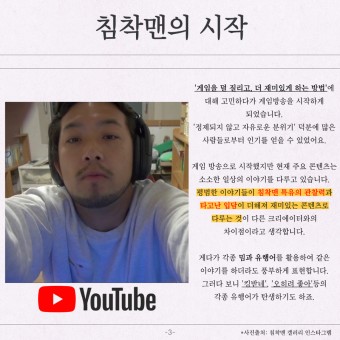 침착맨의 시작
'게임을 덜 질리고, 더 재미있게 하는 방법'에
대해 고민하다가 게임방송을 시작하게
되었습니다.
'정제되지 않고 자유로운 분위기' 덕분에 많은
사람들로부터 인기를 얻을 수 있었어요.
게임 방송으로 시작했지만 현재 주요 콘텐츠는
소소한 일상의 이야기를 다루고 있습니다.
평범한 이야기들이 침착맨 특유의 관찰력과
타고난 입담이 더해져 재미있는 콘텐츠로
다루는 것이 다른 크리에이터와의
차이점이라고 생각합니다.
게다가 각종 밈과 유행어를 활용하여 같은
이야기를 하더라도 풍부하게 표현합니다.
그러다 보니 '킹받네', '오히려 좋아'등의
각종 유행어가 탄생하기도 하죠.
YouTube
-3-
*사진출처: 침착맨 갤러리 인스타그램